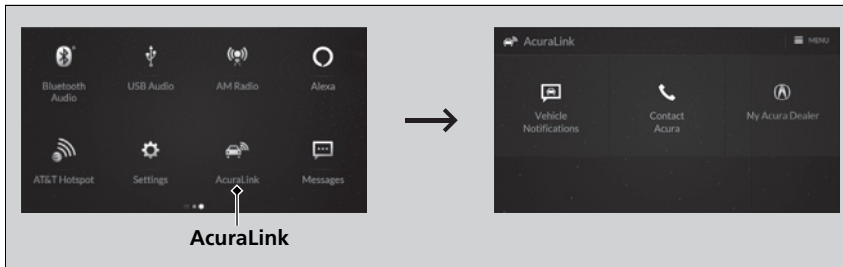 Bluetooth
Audio
USB Audio
AM Radio
Alexa
AT&T Hotspot
Settings
AcuraLink
Messages
AcuraLink
AcuraLink
MENU
Vehicle
Notifications
Contact
Acura
My Acura Dealer